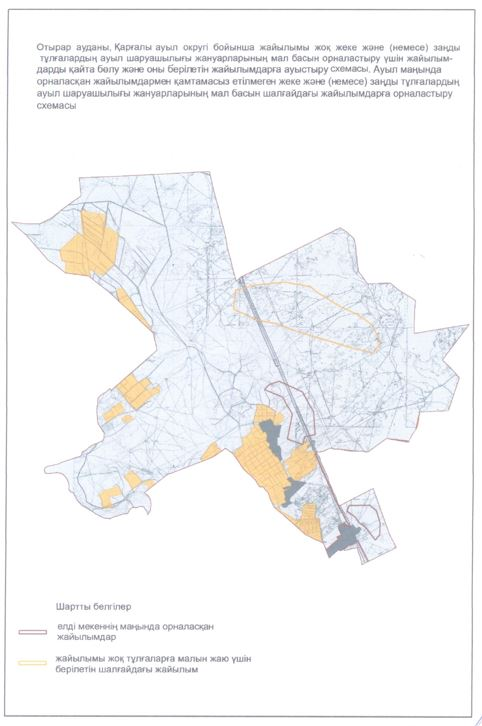 Отырар ауданы, Қарғалы ауыл округі бойынша жайылымы жоқ жеке және (немесе) заңды
тұлғалардың ауыл шаруашылығы жануарларының мал басын орналастыру үшін жайылым-
дарды қайта бөлу және оны берілетін жайылымдарға ауыстыру схемасы. Ауыл маңында
орналасқан жайылымдармен қамтамасыз етілмеген жеке және (немесе) заңды тұлғалардың
ауыл шаруашылығы жануарларының мал басын шалғайдағы жайылымдарға орналастыру
схемасы
Шартты белгілер
елді мекеннің маңында орналасқан
жайылымдар
жайылымы жоқ тұлғаларға малын жаю үшін
берілетін шалғайдағы жайылым